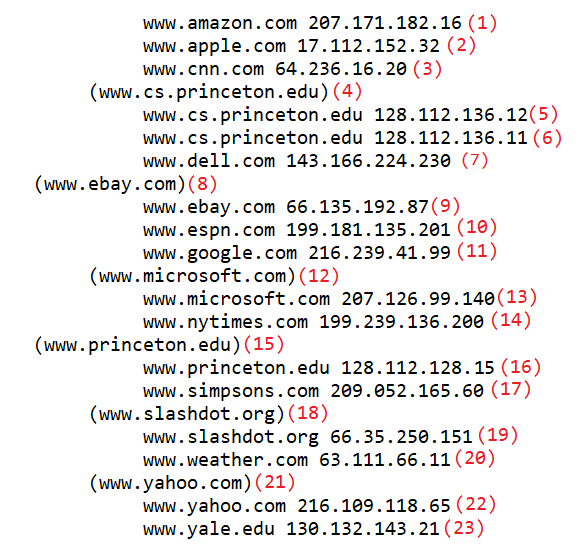 www.amazon.com 207.171.182.16 (1)
www.apple.com 17.112.152.32 (2)
www.cnn.com 64.236.16.20 (3)
(www.cs.princeton.edu) (4)
www.cs.princeton.edu 128.112.136.12(5)
www.cs.princeton.edu 128.112.136.11 (6)
www.dell.com 143.166.224.230 (7)
(www.ebay.com)(8)
www.ebay.com 66.135.192.87(9)
www.espn.com 199.181.135.201 (10)
www.google.com 216.239.41.99 (11)
(www.microsoft.com)(12)
www.microsoft.com 207.126.99.140(13)
www.nytimes.com 199.239.136.200 (14)
(www.princeton.edu)(15)
www.princeton.edu 128.112.128.15 (16)
www.simpsons.com 209.052.165.60 (17)
(www.slashdot.org)(18)
www.slashdot.org 66.35.250.151 (19)
www.weather.com 63.111.66.11(20)
(www.yahoo.com)(21)
www.yahoo.com 216.109.118.65 (22)
www.yale.edu 130.132.143.21 (23)